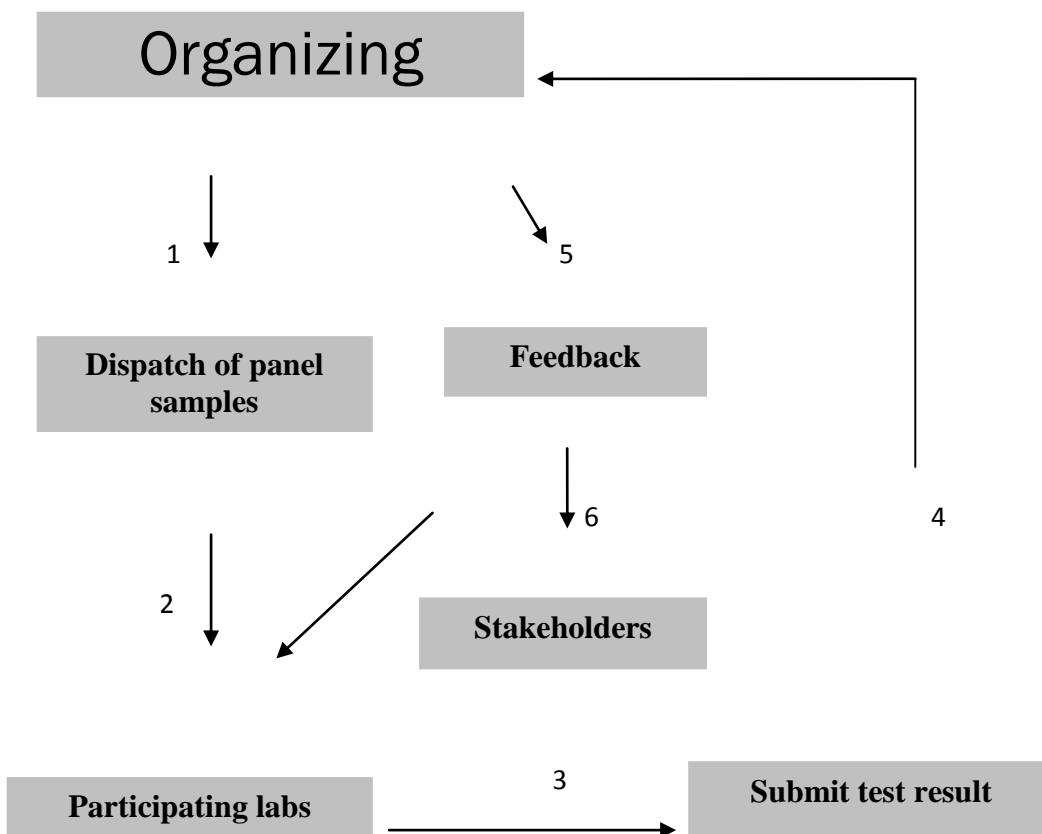 Organizing
1
5
Dispatch of panel
samples
Feedback
6
4
2
Stakeholders
3
Participating labs
Submit test result